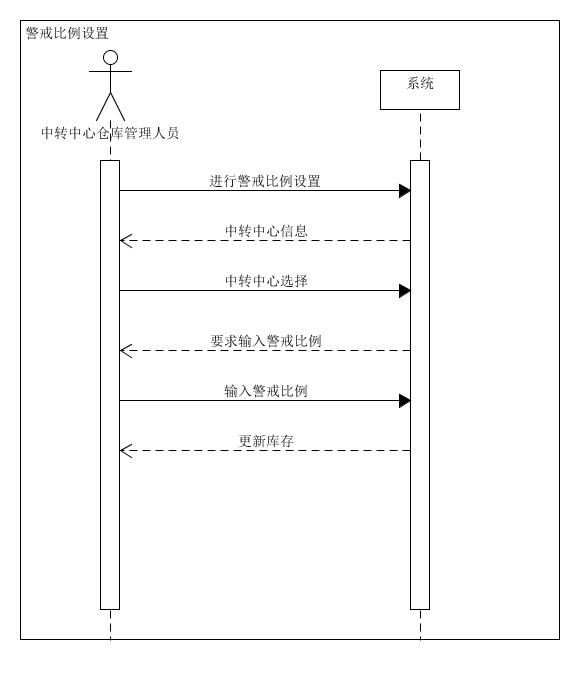 警戒比例设置
系统
中转中心仓库管理人员
进行警戒比例设置
中转中心信息
中转中心选择
要求输入警戒比例
输入警戒比例
更新库存